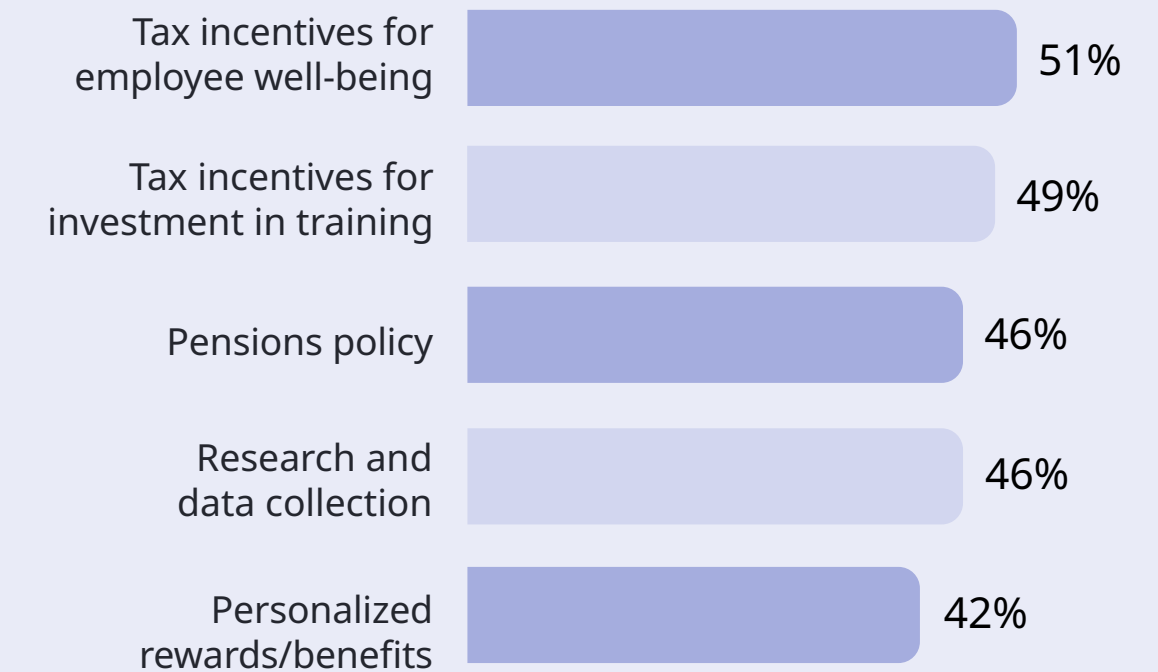 Tax incentives for
employee well-being
51%
Tax incentives for
investment in training
49%
Pensions policy
46%
Research and
data collection
46%
Personalized
rewards/benefits
42%